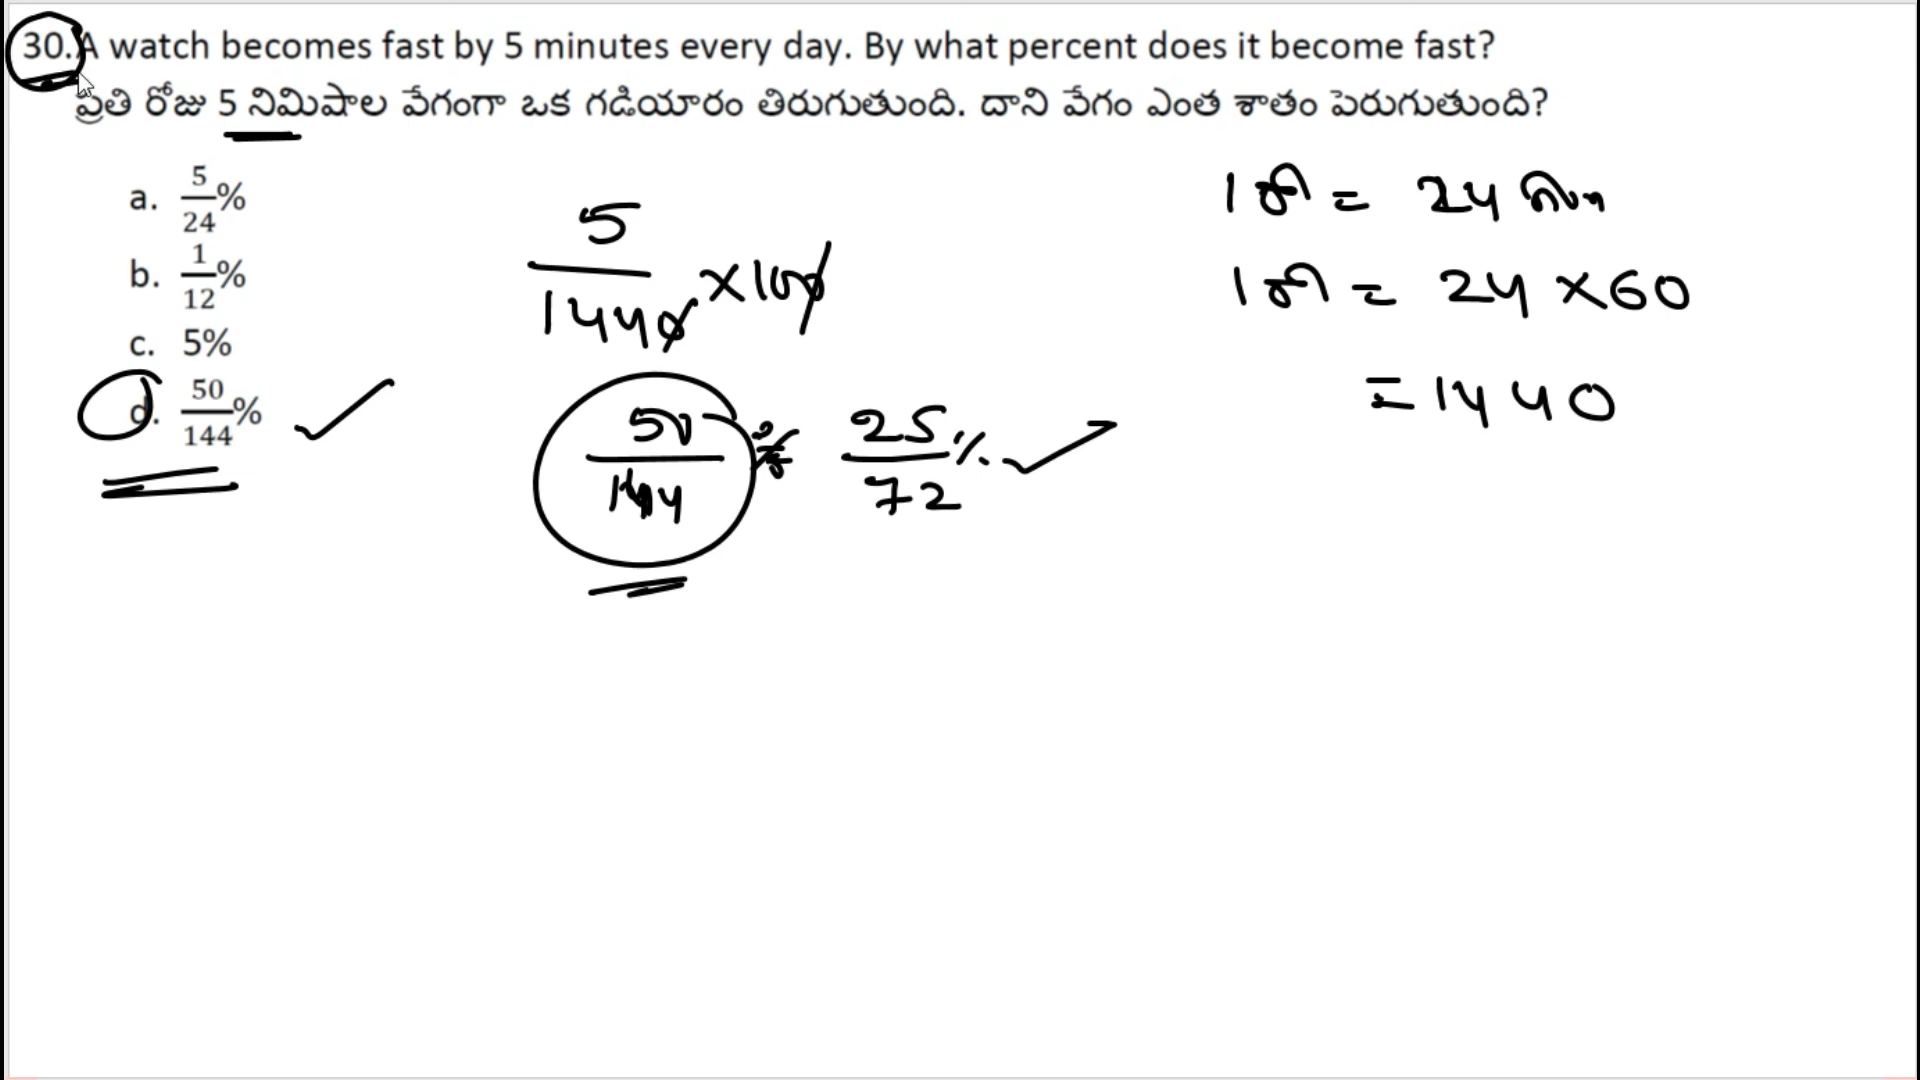 30. A watch becomes fast by 5 minutes every day. By what percent does it become fast?
ప్రతి రోజు 5 నిమిషాల వేగంగా ఒక గడియారం తిరుగుతుంది. దాని వేగం ఎంత శాతం పెరుగుతుంది?
a. 5/24%
b. 1/12%
c. 5%
d. 50/144%
5/1440 × 100
50/144 % 25/72 %
1 రోజు = 24
1 రోజు = 24 × 60
= 1440